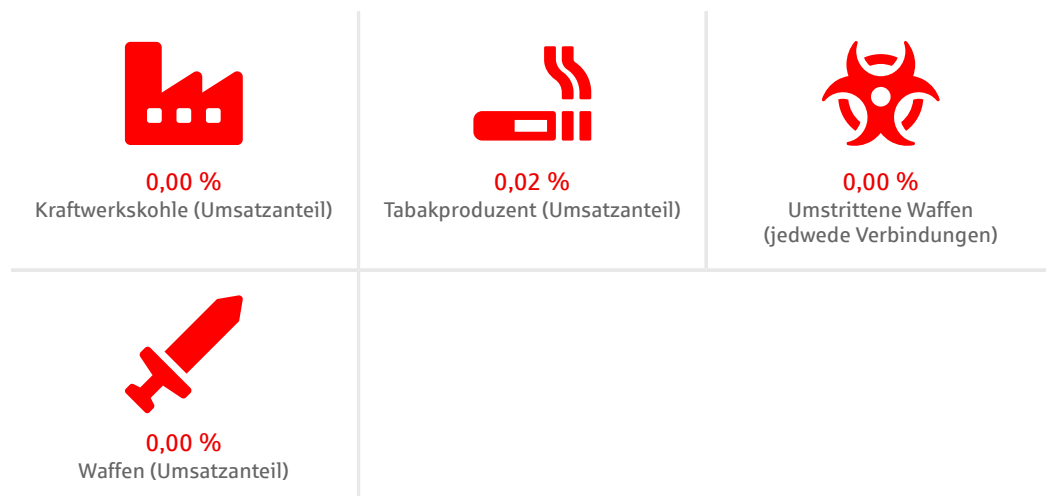 0,00 %
Kraftwerkskohle (Umsatzanteil)
0,02 %
Tabakproduzent (Umsatzanteil)
0,00 %
Umstrittene Waffen
(jedwede Verbindungen)
0,00 %
Waffen (Umsatzanteil)